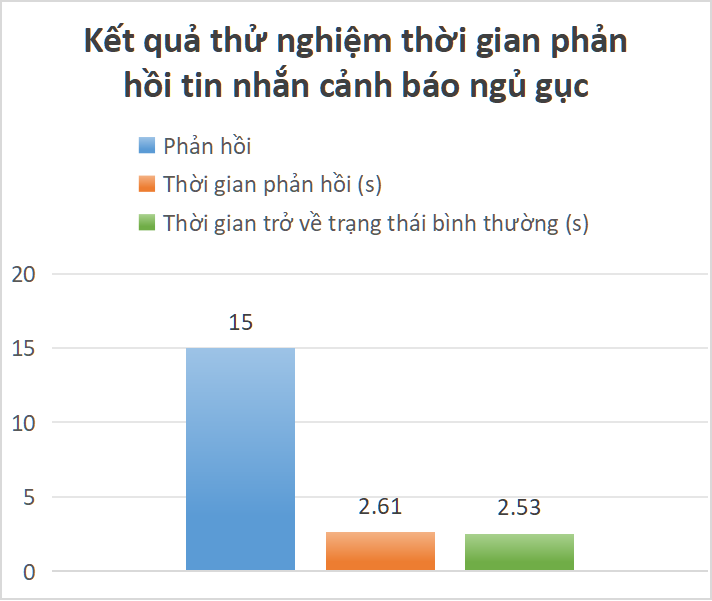 Kết quả thử nghiệm thời gian phản
hồi tin nhắn cảnh báo ngủ gục
Phản hồi
Thời gian phản hồi (s)
Thời gian trở về trạng thái bình thường (s)
20
15
10
5
0
15
2.61
2.53